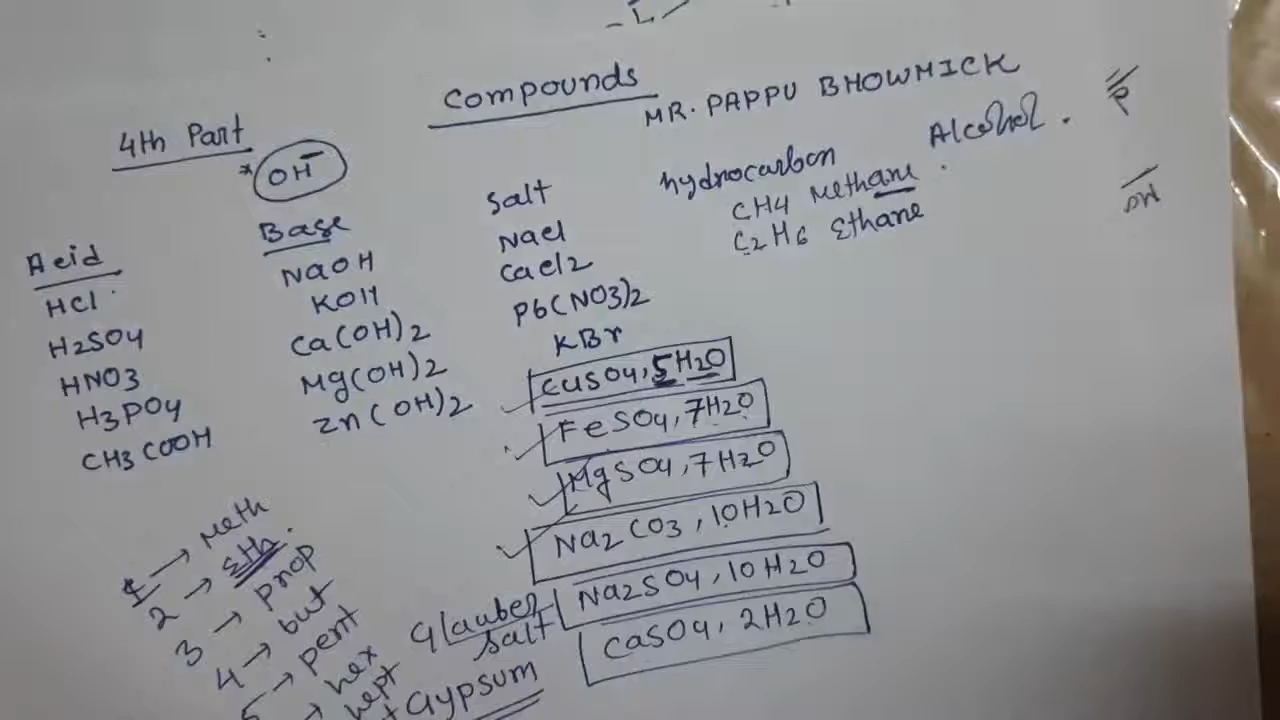 Compounds
MR. PAPPU BHOWMICK
4th Part
* OH⁻
Acid
HCl
H2SO4
HNO3
H3PO4
CH3COOH
Base
NaOH
KOH
Ca(OH)2
Mg(OH)2
Zn(OH)2
Salt
NaCl
CaCl2
Pb(NO3)2
KBr
CuSO4, 5H2O
FeSO4, 7H2O
MgSO4, 7H2O
Na2CO3, 10H2O
Glauber salt Na2SO4, 10H2O
Gypsum CaSO4, 2H2O
hydrocarbon
CH4 Methane
C2H6 Ethane
Alcohol.
1 → Meth
2 → Eth
3 → prop
4 → but
5 → pent
→ hex
hept